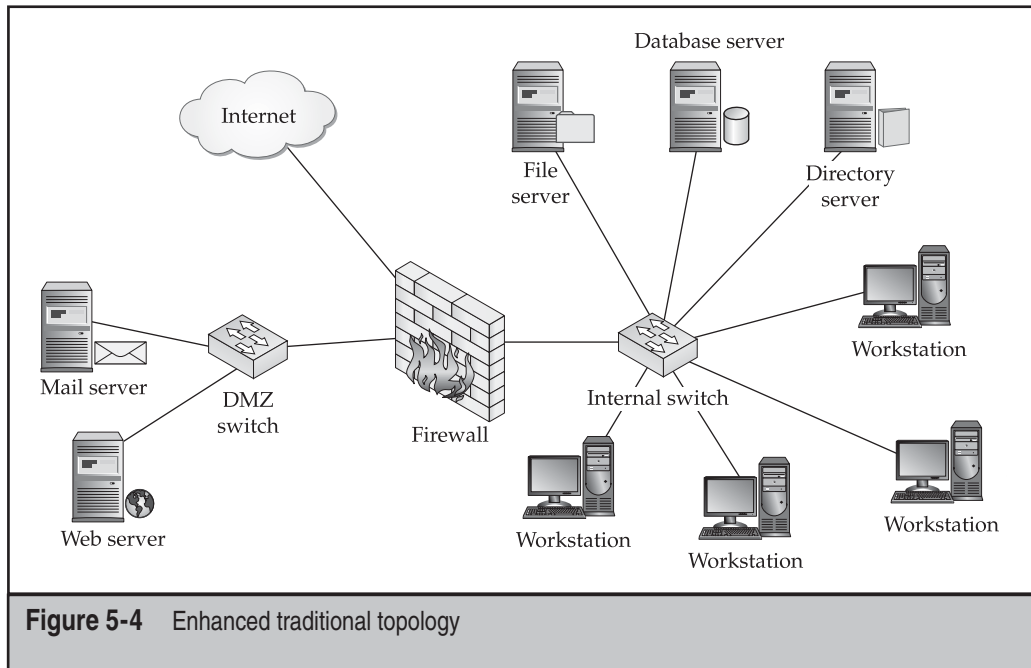 Database server
Internet
File
server
Directory
server
Mail server
DMZ
switch
Firewall
Internal switch
Workstation
Web server
Workstation
Workstation
Workstation
Figure 5-4 Enhanced traditional topology